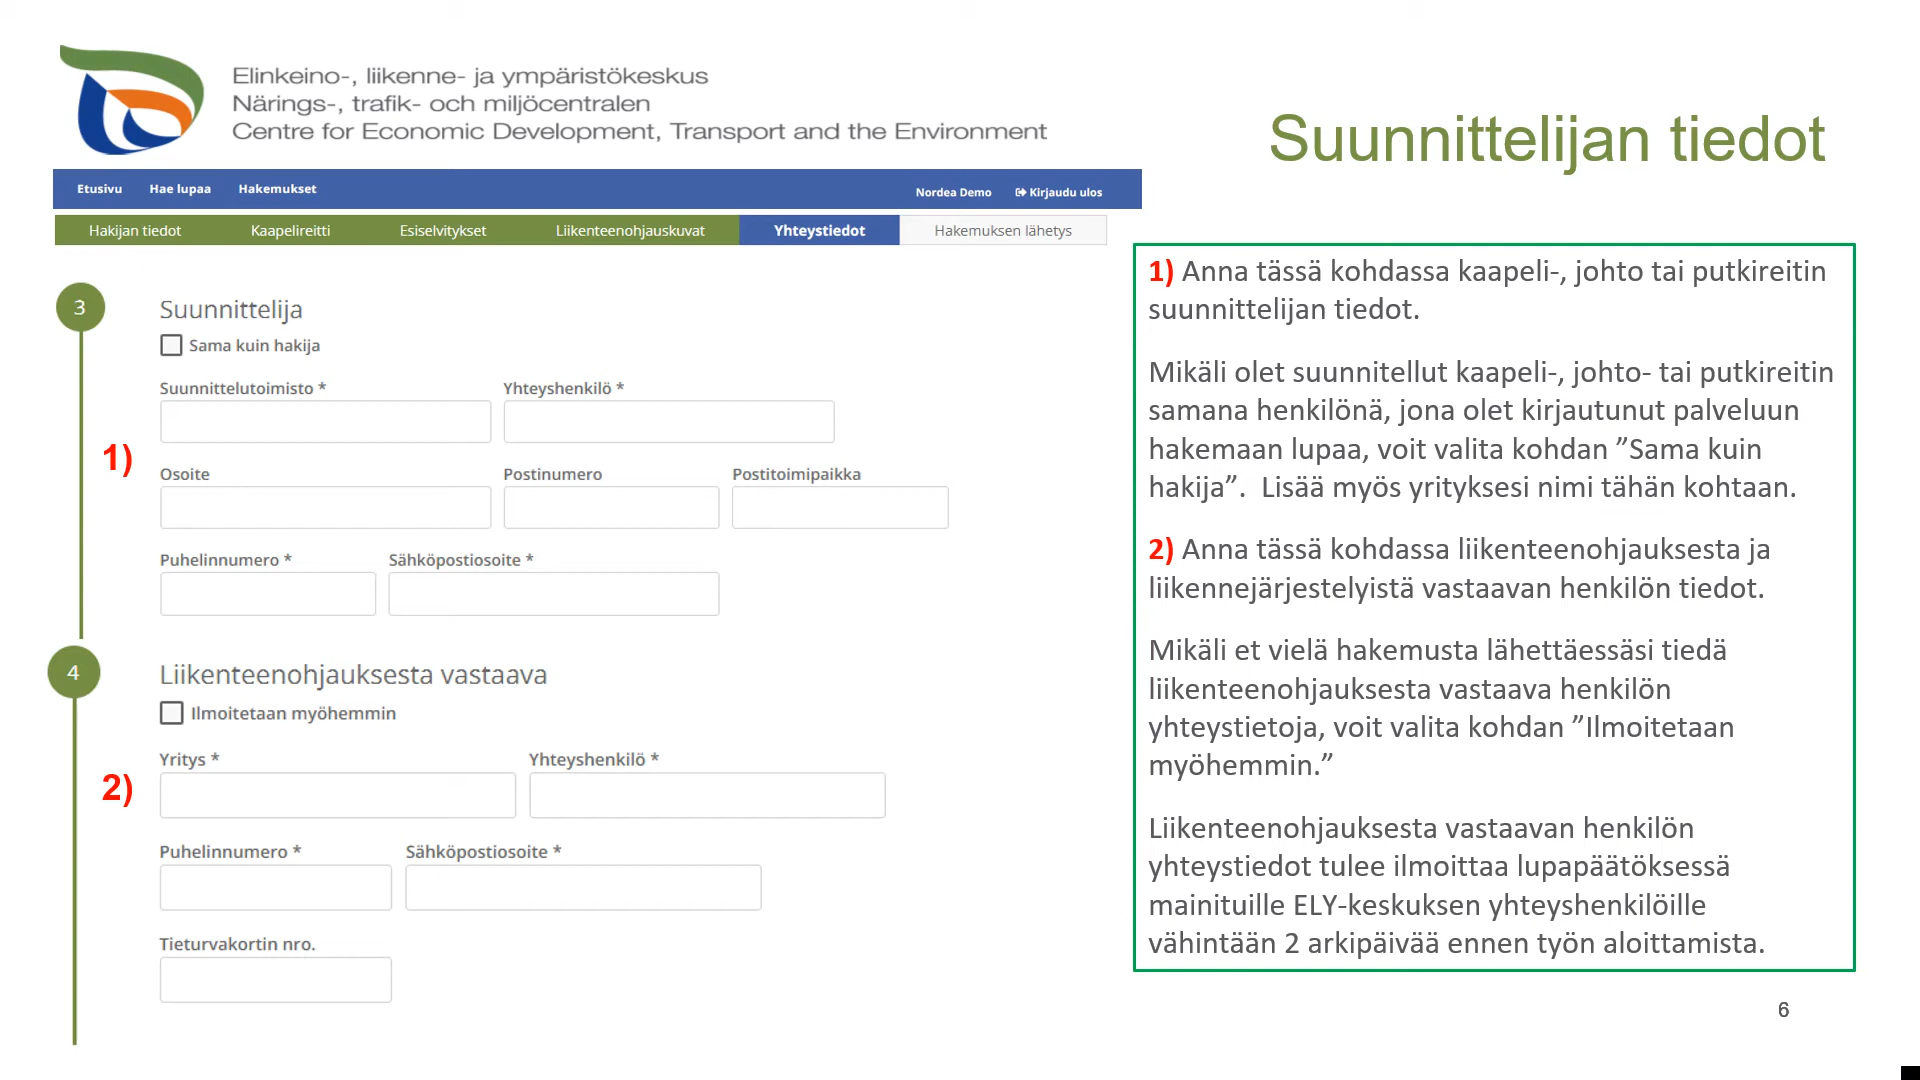 Elinkeino-, liikenne- ja ympäristökeskus
Närings-, trafik- och miljöcentralen
Centre for Economic Development, Transport and the Environment
Suunnittelijan tiedot
Etusivu Hae lupaa Hakemukset Nordea Demo Kirjaudu ulos
Hakijan tiedot Kaapelireitti Esiselvitykset Liikenteenohjauskuvat Yhteystiedot Hakemuksen lähetys
3 Suunnittelija
Sama kuin hakija
Suunnittelutoimisto * Yhteyshenkilö *
1)
Osoite Postinumero Postitoimipaikka
Puhelinnumero * Sähköpostiosoite *
4 Liikenteenohjauksesta vastaava
Ilmoitetaan myöhemmin
Yritys * Yhteyshenkilö *
2)
Puhelinnumero * Sähköpostiosoite *
Tieturvakortin nro.
1) Anna tässä kohdassa kaapeli-, johto tai putkireitin
suunnittelijan tiedot.
Mikäli olet suunnitellut kaapeli-, johto- tai putkireitin
samana henkilönä, jona olet kirjautunut palveluun
hakemaan lupaa, voit valita kohdan ”Sama kuin
hakija”. Lisää myös yrityksesi nimi tähän kohtaan.
2) Anna tässä kohdassa liikenteenohjauksesta ja
liikennejärjestelyistä vastaavan henkilön tiedot.
Mikäli et vielä hakemusta lähettäessäsi tiedä
liikenteenohjauksesta vastaava henkilön
yhteystietoja, voit valita kohdan ”Ilmoitetaan
myöhemmin.”
Liikenteenohjauksesta vastaavan henkilön
yhteystiedot tulee ilmoittaa lupapäätöksessä
mainituille ELY-keskuksen yhteyshenkilöille
vähintään 2 arkipäivää ennen työn aloittamista.
6